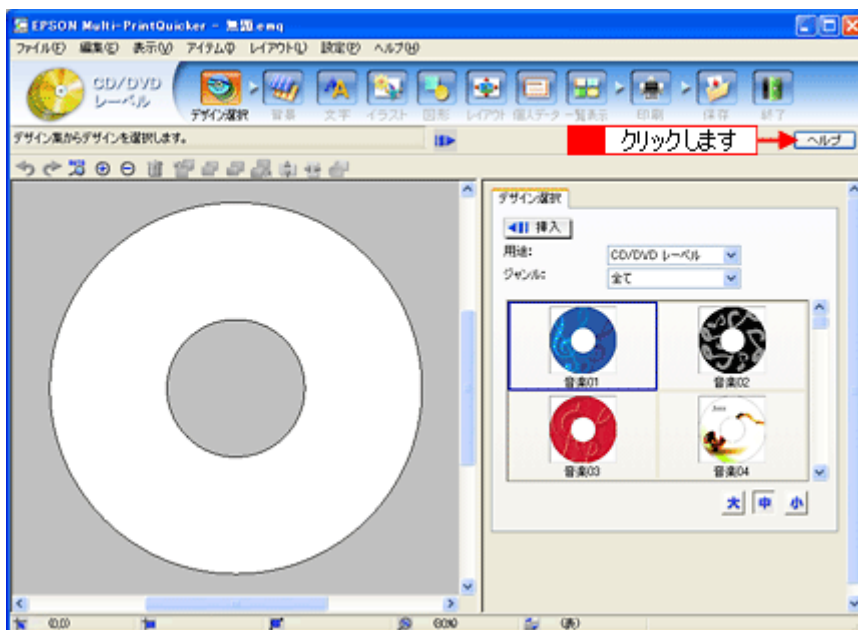 EPSON Multi-PrintQuicker - 無題.emq
ファイル(F) 編集(E) 表示(V) アイテム(I) レイアウト(L) 設定(P) ヘルプ(H)
CD/DVD
レーベル
デザイン選択 背景 文字 イラスト 図形 レイアウト 個人データ 一覧表示 印刷 保存 終了
デザイン集からデザインを選択します。
クリックします
ヘルプ
デザイン選択
挿入
用途: CD/DVD レーベル
ジャンル: 全て
音楽01 音楽02
音楽03 音楽04
大 中 小
(0,0) (表)